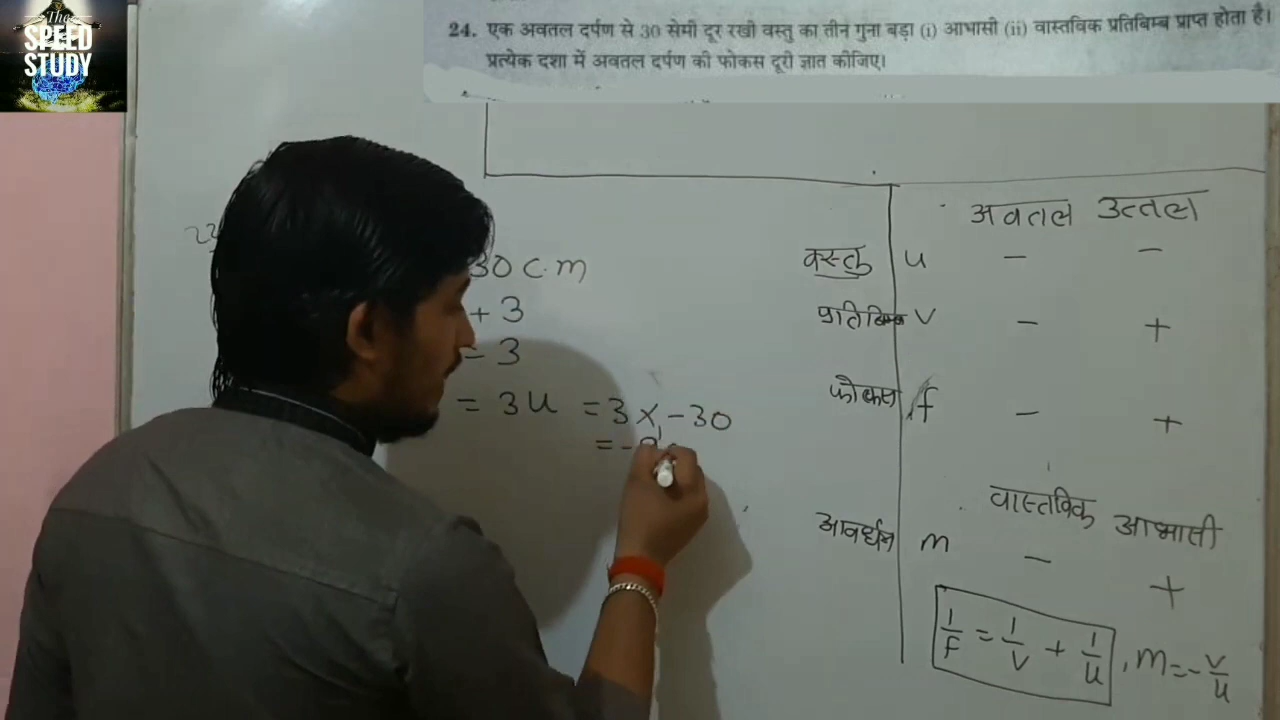 The
SPEED
STUDY
24. एक अवतल दर्पण से 30 सेमी दूर रखी वस्तु का तीन गुना बड़ा (i) आभासी (ii) वास्तविक प्रतिबिम्ब प्राप्त होता है।
प्रत्येक दशा में अवतल दर्पण की फोकस दूरी ज्ञात कीजिए।
30 c.m
+ 3
= 3
= 3u = 3 x -30
= -
अवतल उत्तल
वस्तु u - -
प्रतिबिम्ब v - +
फोकस f - +
वास्तविक आभासी
आवर्धन m - +
1/f = 1/v + 1/u , m = -v/u